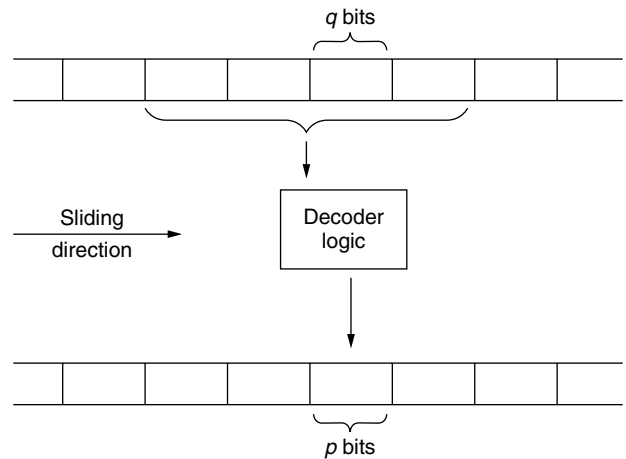 q bits
Sliding
direction
Decoder
logic
p bits